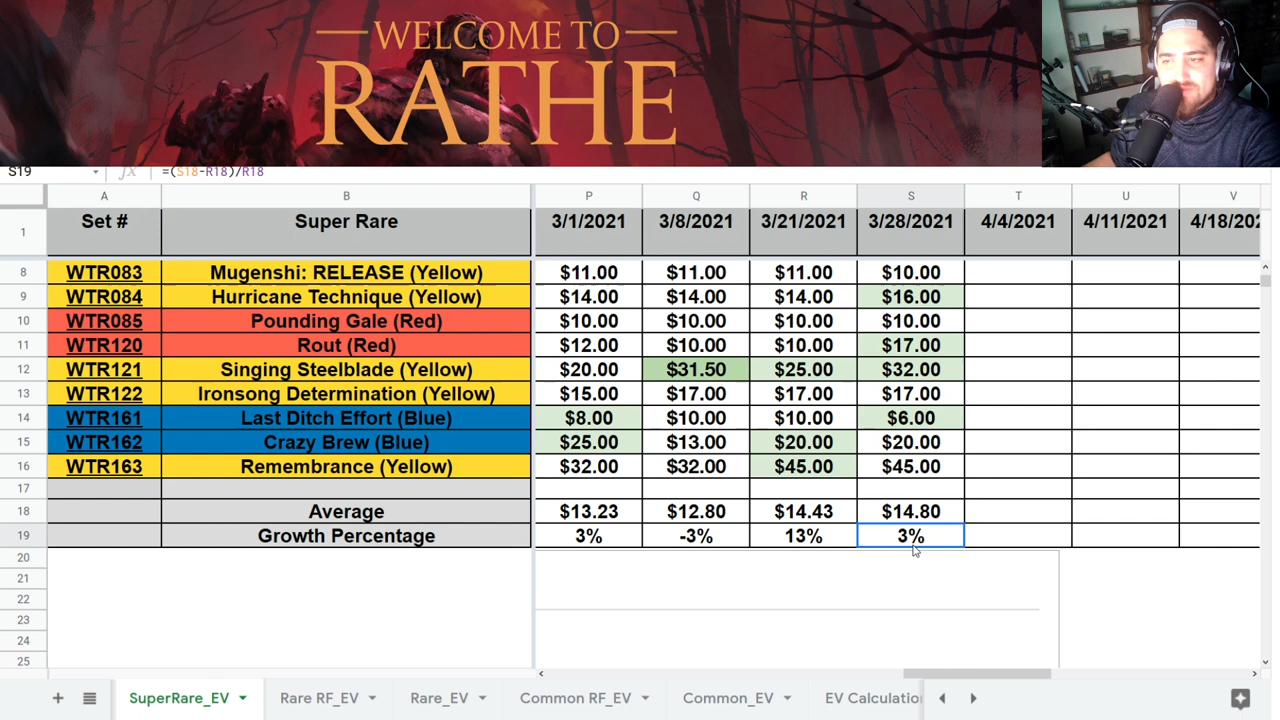 WELCOME TO
RATHE
S19 fx =(S18-R18)/R18
A B P Q R S T U V
1 Set # Super Rare 3/1/2021 3/8/2021 3/21/2021 3/28/2021 4/4/2021 4/11/2021
8 WTR083 Mugenshi: RELEASE (Yellow) $11.00 $11.00 $11.00 $10.00
9 WTR084 Hurricane Technique (Yellow) $14.00 $14.00 $14.00 $16.00
10 WTR085 Pounding Gale (Red) $10.00 $10.00 $10.00 $10.00
11 WTR120 Rout (Red) $12.00 $10.00 $10.00 $17.00
12 WTR121 Singing Steelblade (Yellow) $20.00 $31.50 $25.00 $32.00
13 WTR122 Ironsong Determination (Yellow) $15.00 $17.00 $17.00 $17.00
14 WTR161 Last Ditch Effort (Blue) $8.00 $10.00 $10.00 $6.00
15 WTR162 Crazy Brew (Blue) $25.00 $13.00 $20.00 $20.00
16 WTR163 Remembrance (Yellow) $32.00 $32.00 $45.00 $45.00
17
18 Average $13.23 $12.80 $14.43 $14.80
19 Growth Percentage 3% -3% 13% 3%
20
21
22
23
24
25
SuperRare_EV Rare RF_EV Rare_EV Common RF_EV Common_EV EV Calculatio